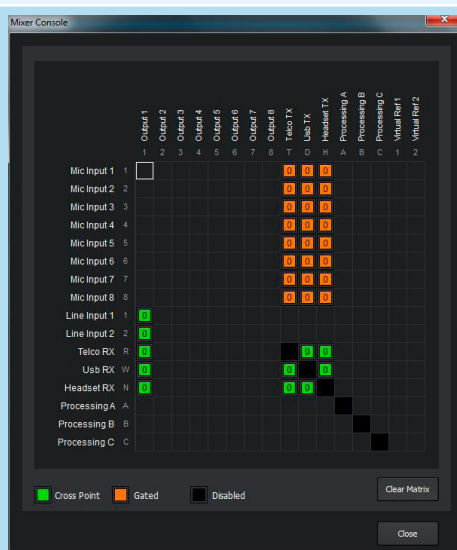 Mixer Console
x
Output 1
Output 2
Output 3
Output 4
Output 5
Output 6
Output 7
Output 8
Telco TX
Usb TX
Headset TX
Processing A
Processing B
Processing C
Virtual Ref 1
Virtual Ref 2
1 2 3 4 5 6 7 8 T D H A B C 1 2
Mic Input 1 1 0 0 0
Mic Input 2 2 0 0 0
Mic Input 3 3 0 0 0
Mic Input 4 4 0 0 0
Mic Input 5 5 0 0 0
Mic Input 6 6 0 0 0
Mic Input 7 7 0 0 0
Mic Input 8 8 0 0 0
Line Input 1 1 0
Line Input 2 2 0
Telco RX R 0 0 0
Usb RX W 0 0 0
Headset RX N 0 0 0
Processing A A
Processing B B
Processing C C
Cross Point Gated Disabled Clear Matrix
Close